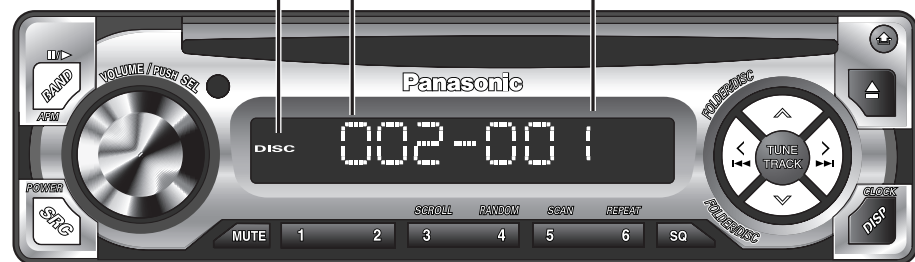 BAND
APM
VOLUME / PUSH SEL
Panasonic
DISC 002-001
FOLDER/DISC
TUNE
TRACK
FOLDER/DISC
POWER
SRC
CLOCK
DISP
SCROLL RANDOM SCAN REPEAT
MUTE 1 2 3 4 5 6 SQ